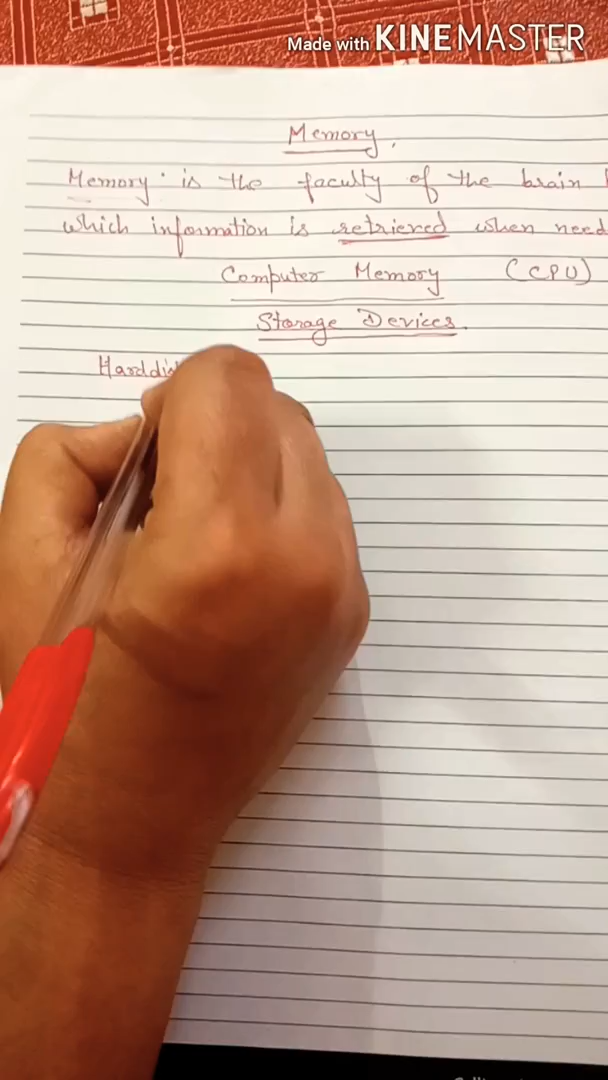 Made with KINEMASTER
Memory.
Memory is the faculty of the brain
which information is retrieved when need
Computer Memory (CPU)
Storage Devices.
Harddis